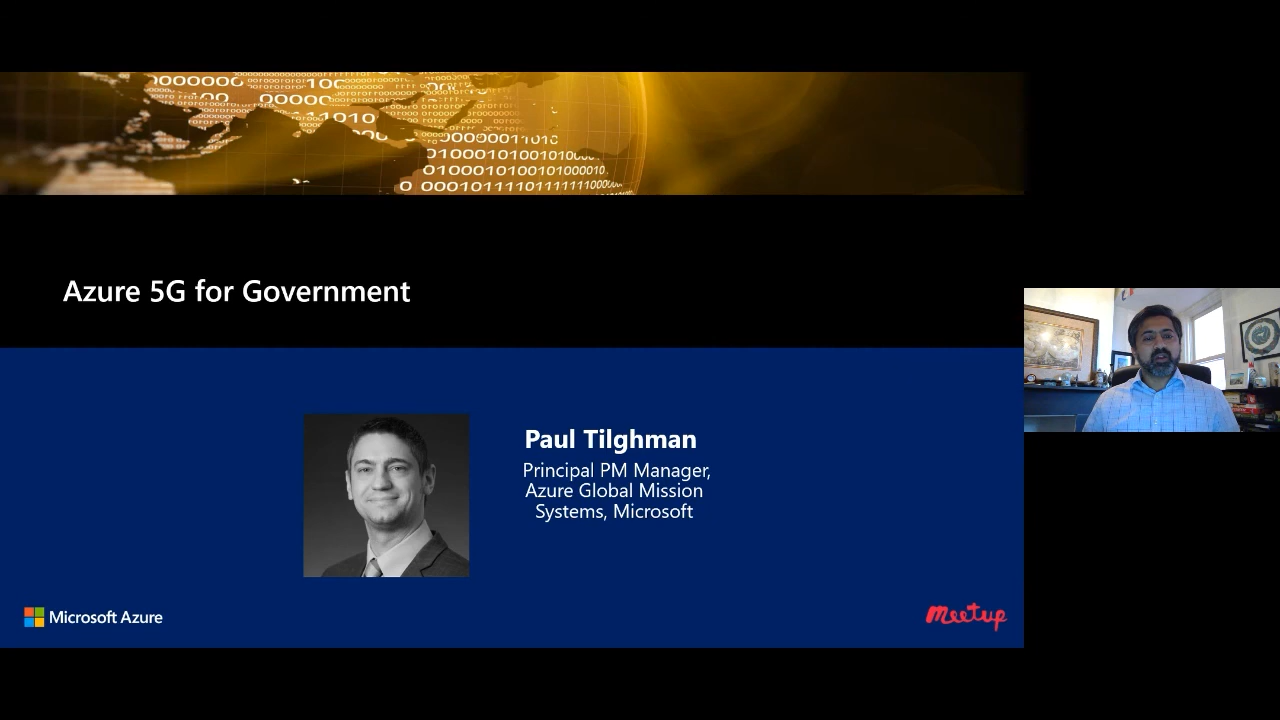 Azure 5G for Government
Paul Tilghman
Principal PM Manager,
Azure Global Mission
Systems, Microsoft
Microsoft Azure
meetup